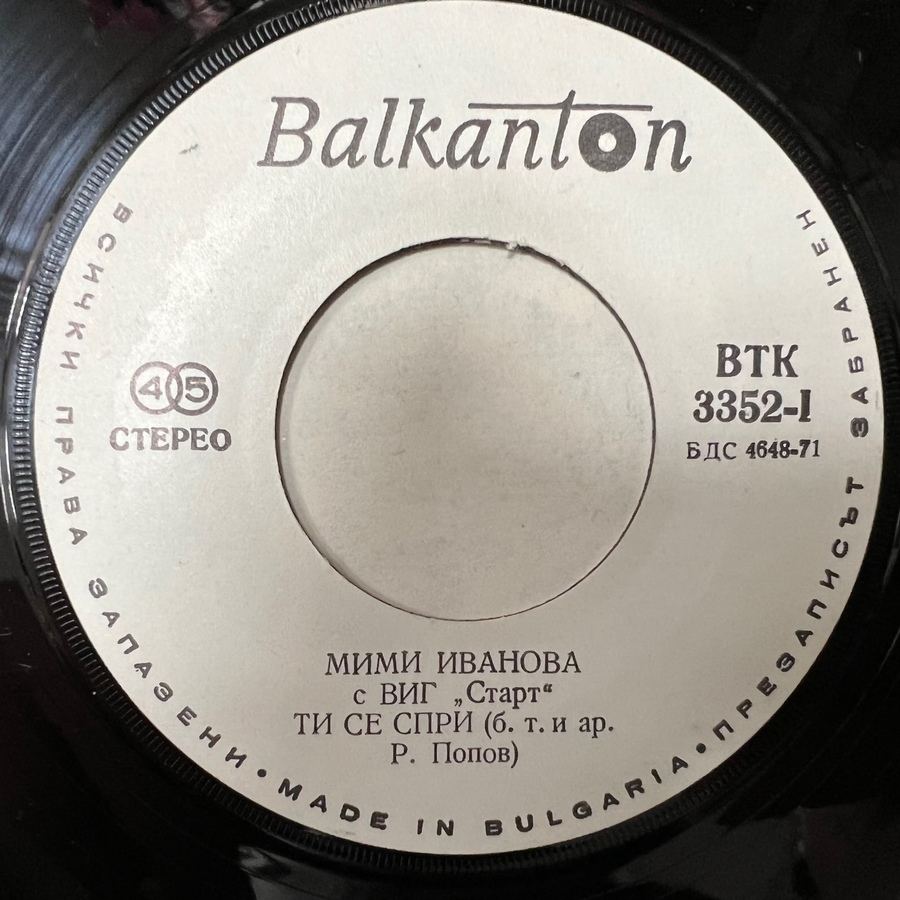 Balkanton
45
СТЕРЕО
ВТК
3352-I
БДС 4648-71
МИМИ ИВАНОВА
с ВИГ „Старт“
ТИ СЕ СПРИ (б. т. и ар.
Р. Попов)
ВСИЧКИ ПРАВА ЗАПАЗЕНИ • MADE IN BULGARIA • ПРЕЗАПИСЪТ ЗАБРАНЕН